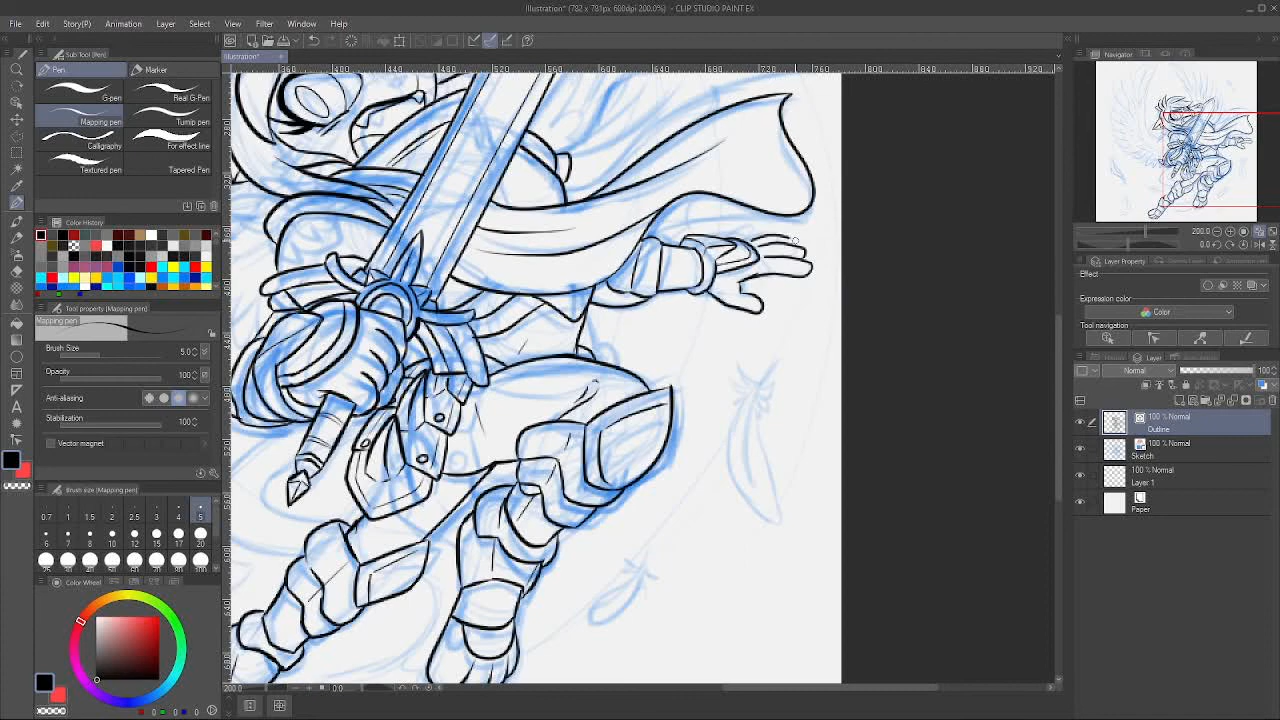 Illustration* (782 x 781px 600dpi 200.0%) - CLIP STUDIO PAINT EX
File Edit Story(P) Animation Layer Select View Filter Window Help
Sub Tool [Pen]
Illustration*
Navigator
Pen Marker
G-pen Real G-Pen
Mapping pen Turnip pen
Calligraphy For effect line
Textured pen Tapered Pen
Color History
200.0
0.0
Tool property [Mapping pen]
Mapping pen
Brush Size 5.0
Opacity 100
Anti-aliasing
Stabilization 100
Vector magnet
Layer Property
Effect
Expression color
Color
Tool navigation
Layer
Normal 100
100 % Normal
Outline
100 % Normal
Sketch
100 % Normal
Layer 1
Paper
Brush size [Mapping pen]
0.7 1 1.5 2 2.5 3 4 5
6 7 8 10 12 15 17 20
25 30 40 50 60 70 80 100
Color Wheel
0 0 0
200.0 0.0